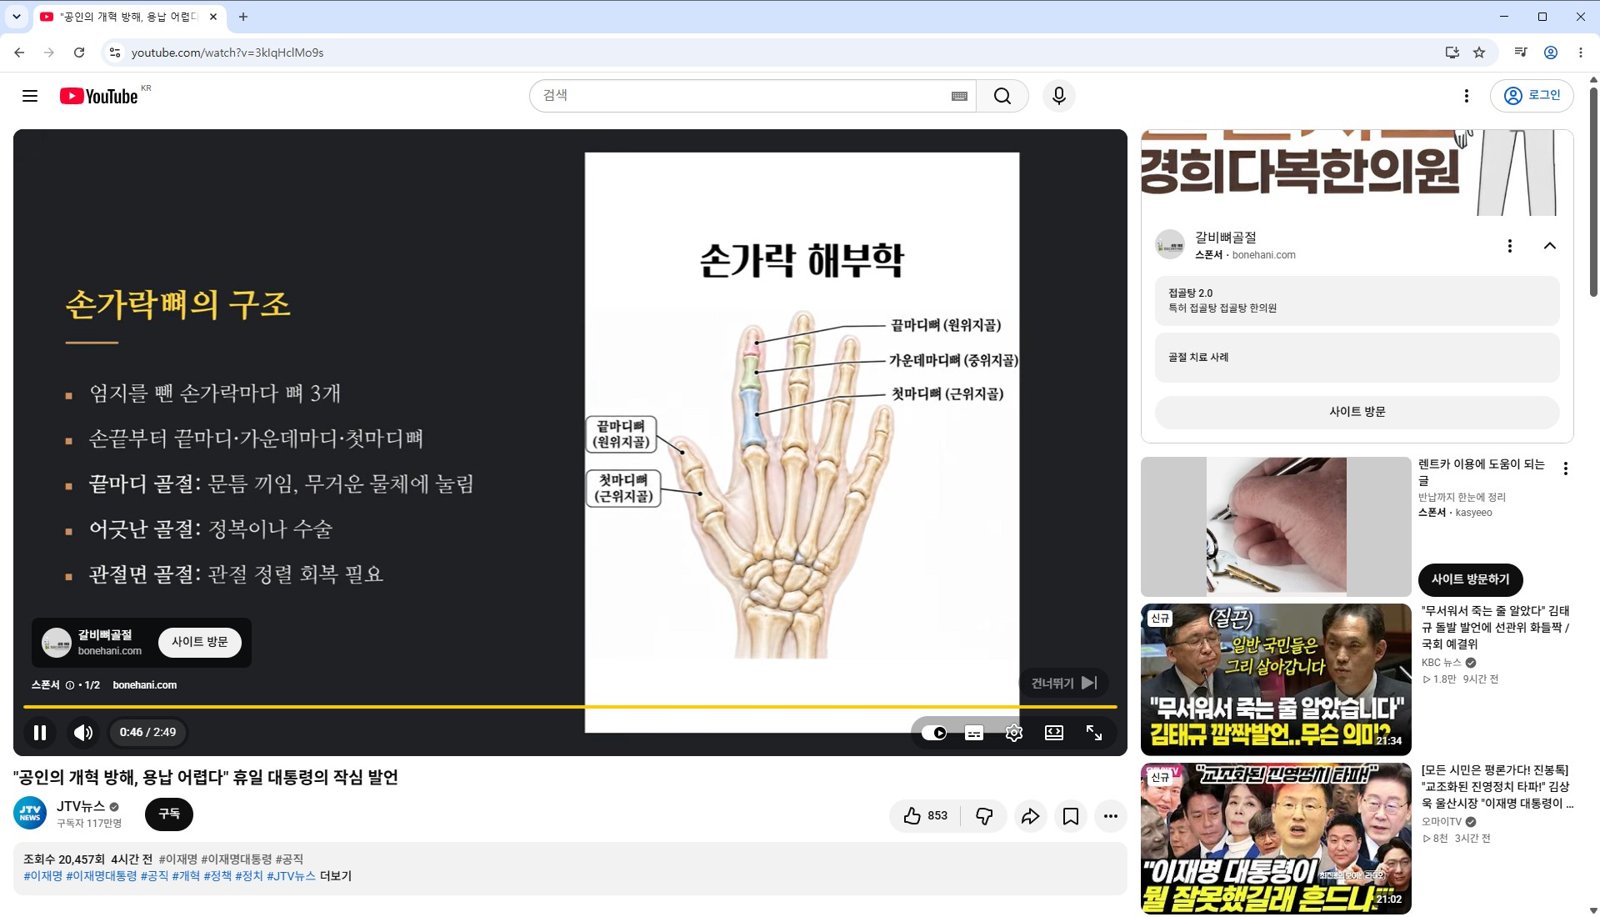 "공인의 개혁 방해, 용납 어렵다
youtube.com/watch?v=3kIqHclMo9s
YouTube KR
검색
로그인
손가락뼈의 구조
엄지를 뺀 손가락마다 뼈 3개
손끝부터 끝마디·가운데마디·첫마디뼈
끝마디 골절: 문틈 끼임, 무거운 물체에 눌림
어긋난 골절: 정복이나 수술
관절면 골절: 관절 정렬 회복 필요
손가락 해부학
끝마디뼈 (원위지골)
가운데마디뼈 (중위지골)
첫마디뼈 (근위지골)
끝마디뼈
(원위지골)
첫마디뼈
(근위지골)
갈비뼈골절
bonehani.com
사이트 방문
스폰서 · 1/2 bonehani.com
건너뛰기
0:46 / 2:49
"공인의 개혁 방해, 용납 어렵다" 휴일 대통령의 작심 발언
JTV NEWS
JTV뉴스
구독자 117만명
구독
853
조회수 20,457회 4시간 전 #이재명 #이재명대통령 #공직
#이재명 #이재명대통령 #공직 #개혁 #정책 #정치 #JTV뉴스 더보기
경희다복한의원
갈비뼈골절
스폰서 · bonehani.com
접골탕 2.0
특허 접골탕 접골탕 한의원
골절 치료 사례
사이트 방문
렌트카 이용에 도움이 되는
글
반납까지 한눈에 정리
스폰서 · kasyeeo
사이트 방문하기
신규
(질끈)
일반 국민들은
그리 살아갑니다
"무서워서 죽는 줄 알았습니다"
김태규 깜짝발언..무슨 의미?
21:34
"무서워서 죽는 줄 알았다" 김태
규 돌발 발언에 선관위 화들짝 /
국회 예결위
KBC 뉴스
1.8만 9시간 전
신규
"교조화된 진영정치 타파!"
"이재명 대통령이
뭘 잘못했길래 흔드나!"
21:02
[모든 시민은 평론가다! 진봉톡]
"교조화된 진영정치 타파!" 김상
욱 울산시장 "이재명 대통령이 ...
오마이TV
8천 3시간 전